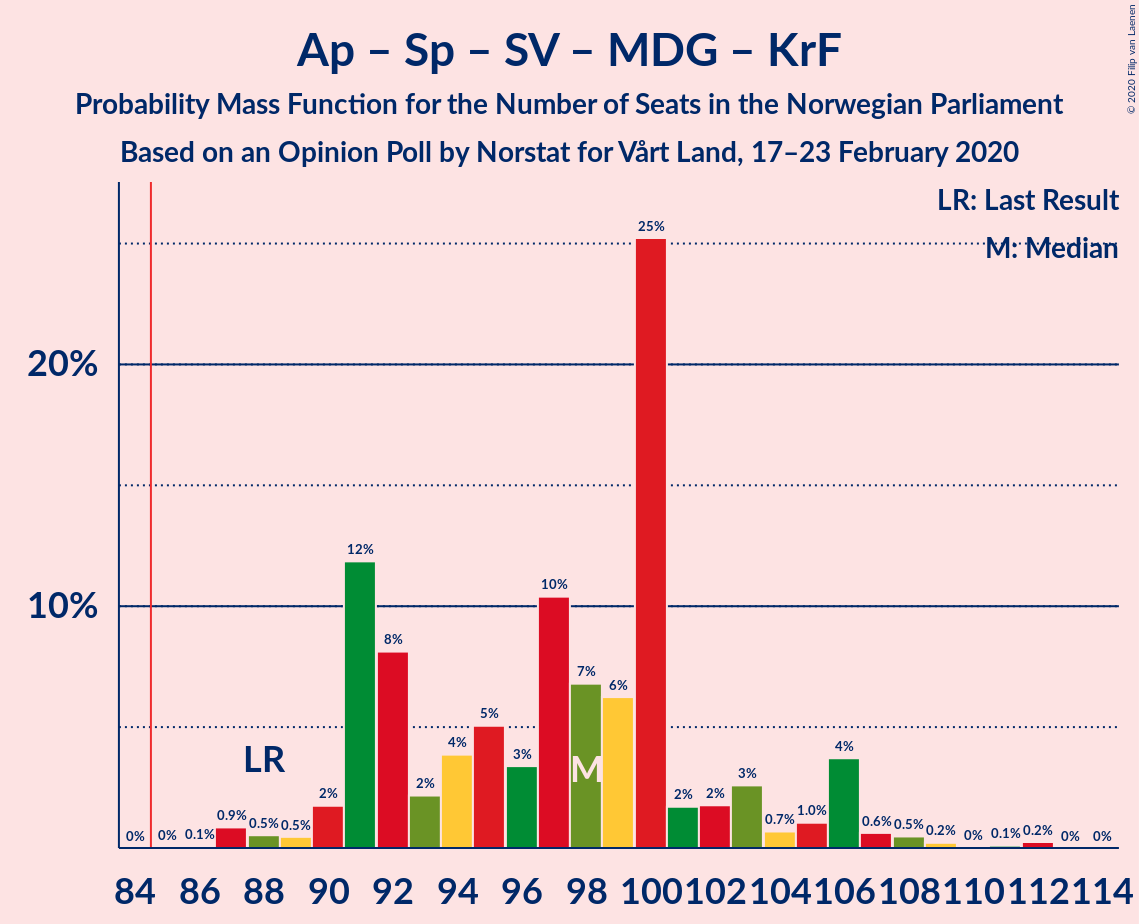 Ap – Sp – SV – MDG – KrF
Probability Mass Function for the Number of Seats in the Norwegian Parliament
Based on an Opinion Poll by Norstat for Vårt Land, 17–23 February 2020
© 2020 Filip van Laenen
LR: Last Result
M: Median
20%
10%
0% 0% 0.1% 0.9% 0.5% 0.5% 2% 12% 8% 2% 4% 5% 3% 10% 7% 6% 25% 2% 2% 3% 0.7% 1.0% 4% 0.6% 0.5% 0.2% 0% 0.1% 0.2% 0% 0%
LR
M
84 86 88 90 92 94 96 98 100 102 104 106 108 110 112 114